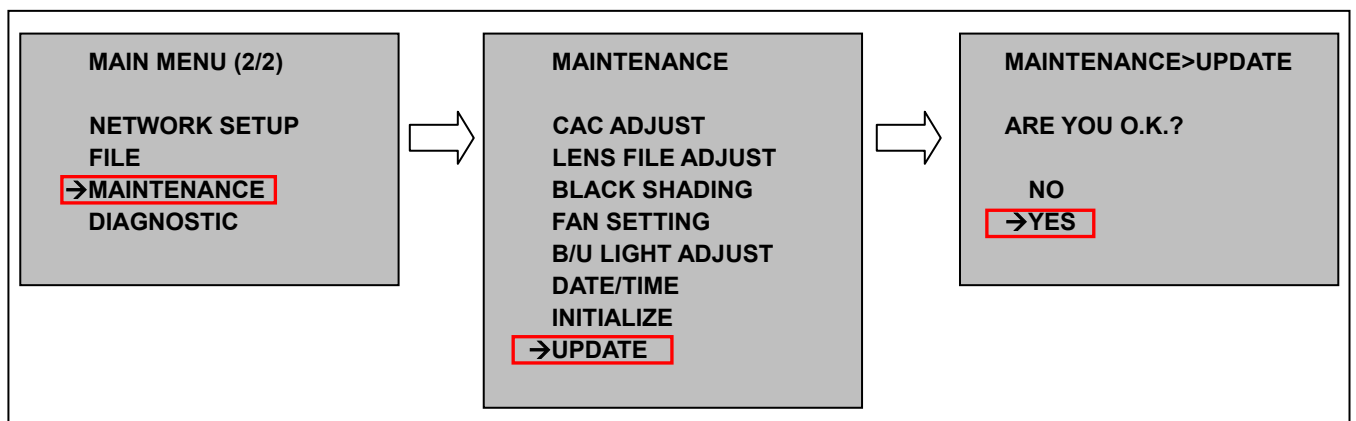 MAIN MENU (2/2)
NETWORK SETUP
FILE
→MAINTENANCE
DIAGNOSTIC
MAINTENANCE
CAC ADJUST
LENS FILE ADJUST
BLACK SHADING
FAN SETTING
B/U LIGHT ADJUST
DATE/TIME
INITIALIZE
→UPDATE
MAINTENANCE>UPDATE
ARE YOU O.K.?
NO
→YES